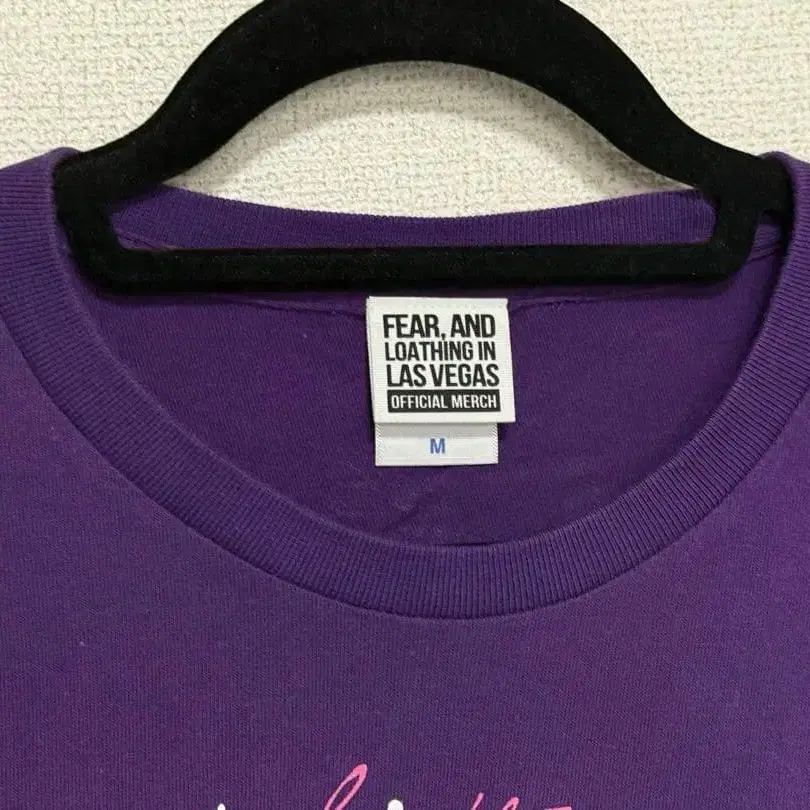 FEAR, AND
LOATHING IN
LAS VEGAS
OFFICIAL MERCH
M